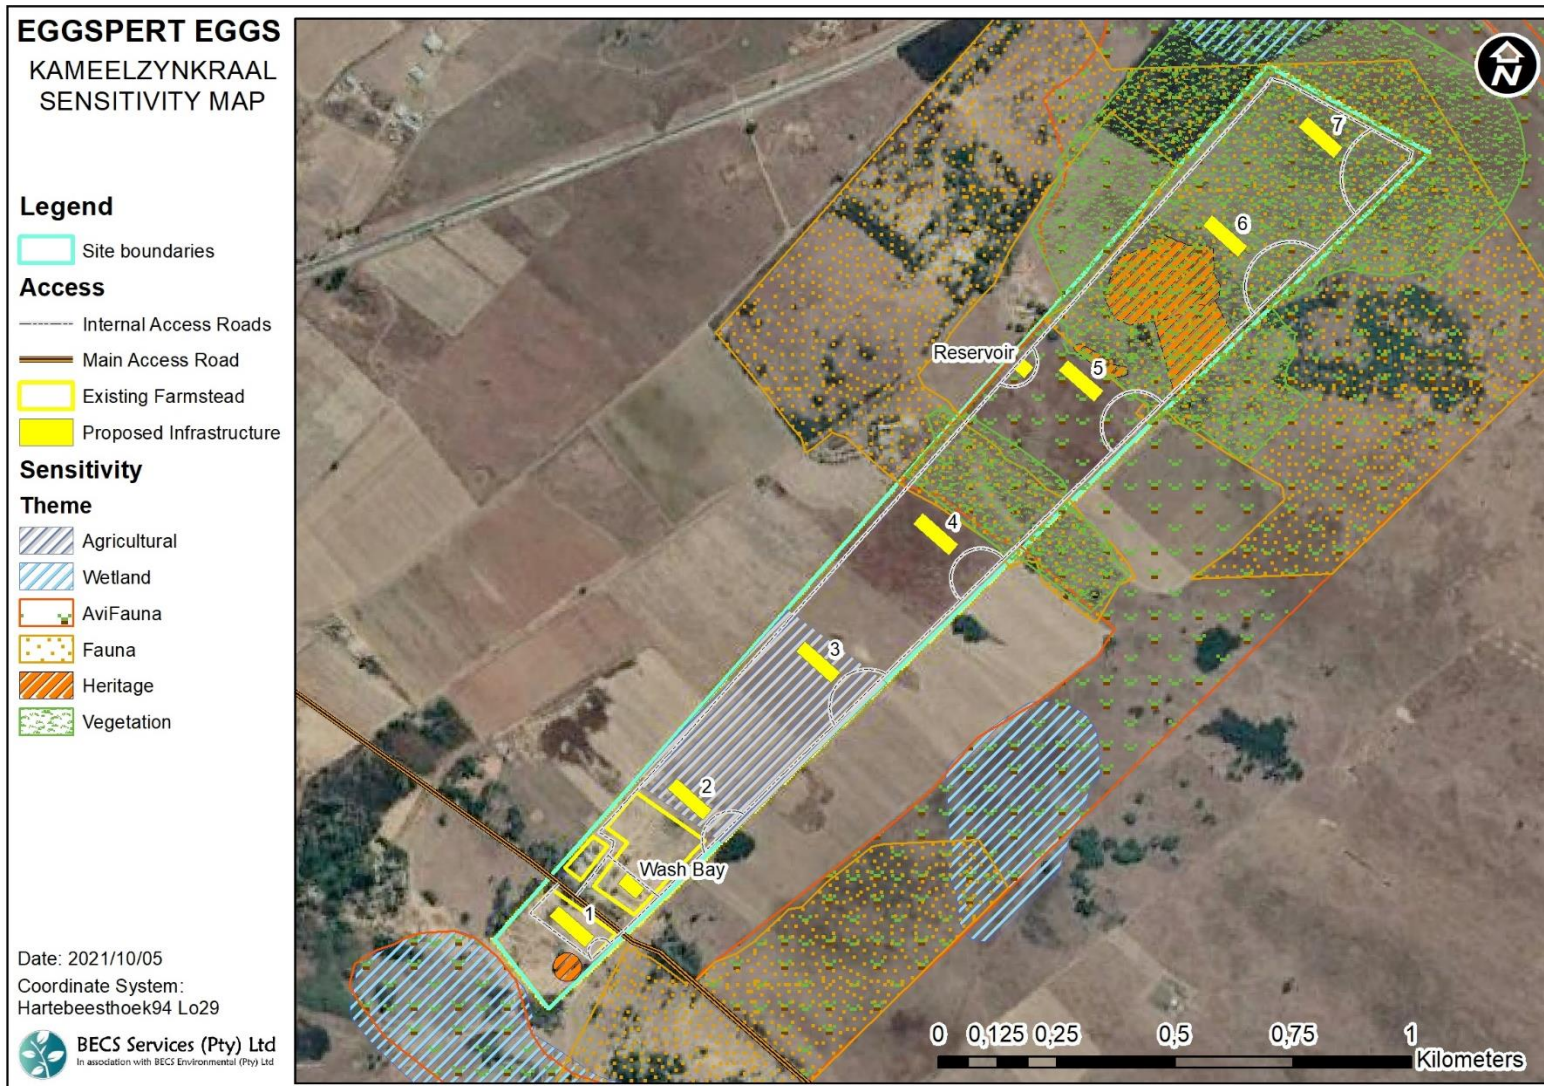 EGGSPERT EGGS
KAMEELZYNKRAAL
SENSITIVITY MAP
Legend
Site boundaries
Access
Internal Access Roads
Main Access Road
Existing Farmstead
Proposed Infrastructure
Sensitivity
Theme
Agricultural
Wetland
AviFauna
Fauna
Heritage
Vegetation
Date: 2021/10/05
Coordinate System:
Hartebeesthoek94 Lo29
BECS Services (Pty) Ltd
In association with BECS Environmental (Pty) Ltd
N
7
6
Reservoir
5
4
3
2
Wash Bay
1
0 0,125 0,25 0,5 0,75 1
Kilometers